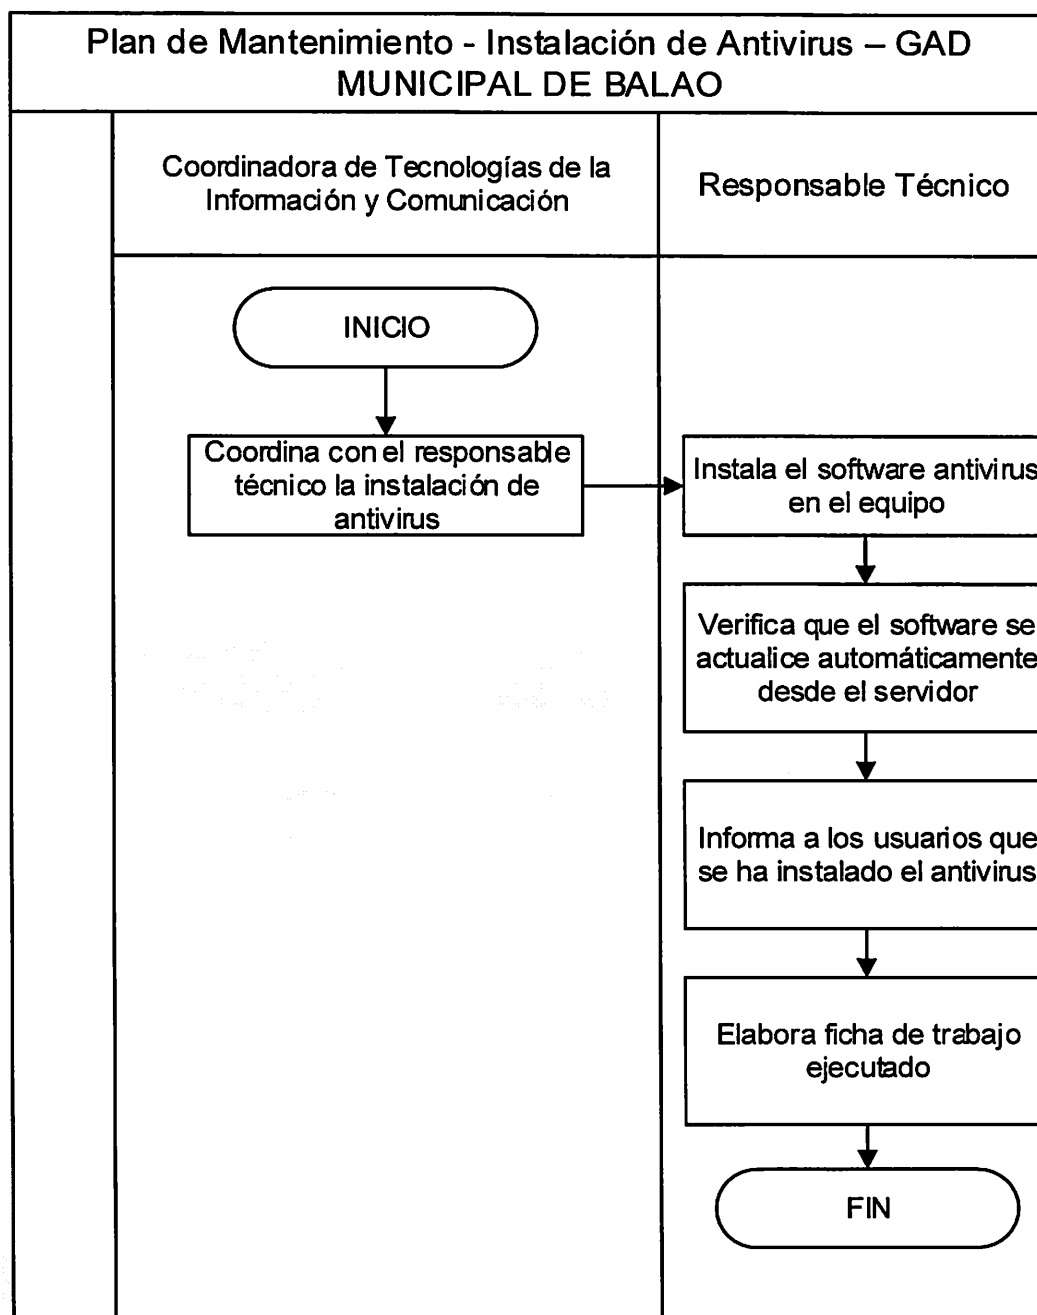 Plan de Mantenimiento - Instalación de Antivirus – GAD
MUNICIPAL DE BALAO
Coordinadora de Tecnologías de la
Información y Comunicación
Responsable Técnico
INICIO
Coordina con el responsable
técnico la instalación de
antivirus
Instala el software antivirus
en el equipo
Verifica que el software se
actualice automáticamente
desde el servidor
Informa a los usuarios que
se ha instalado el antivirus
Elabora ficha de trabajo
ejecutado
FIN